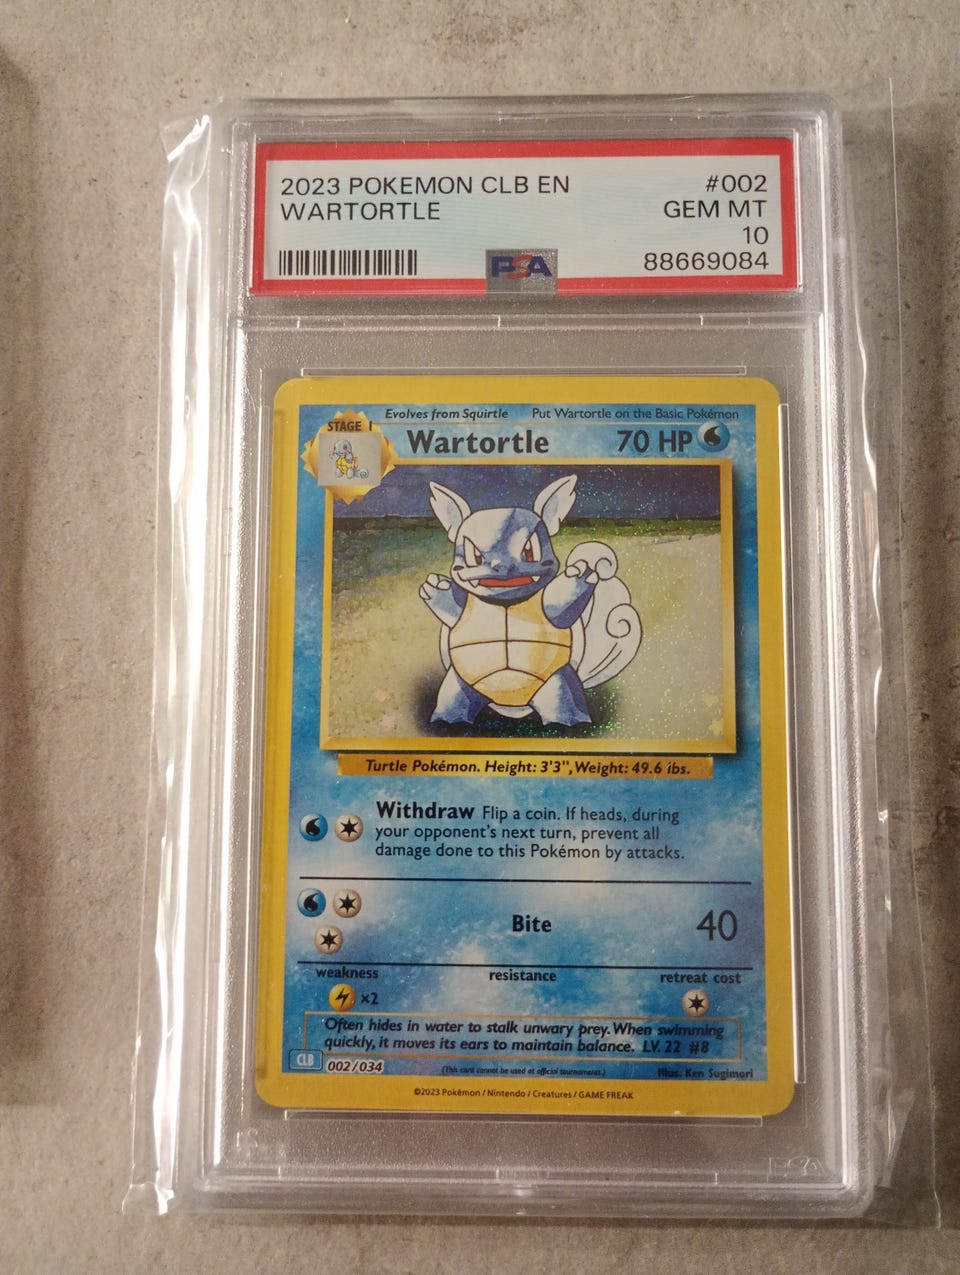 2023 POKEMON CLB EN #002
WARTORTLE GEM MT
10
PSA 88669084
Evolves from Squirtle Put Wartortle on the Basic Pokémon
STAGE 1
Wartortle 70 HP
Turtle Pokémon. Height: 3'3", Weight: 49.6 lbs.
Withdraw Flip a coin. If heads, during
your opponent's next turn, prevent all
damage done to this Pokémon by attacks.
Bite 40
weakness resistance retreat cost
×2
Often hides in water to stalk unwary prey. When swimming
quickly, it moves its ears to maintain balance. LV. 22 #8
CLB 002/034 (This card cannot be used at official tournaments.) Illus. Ken Sugimori
©2023 Pokémon / Nintendo / Creatures / GAME FREAK